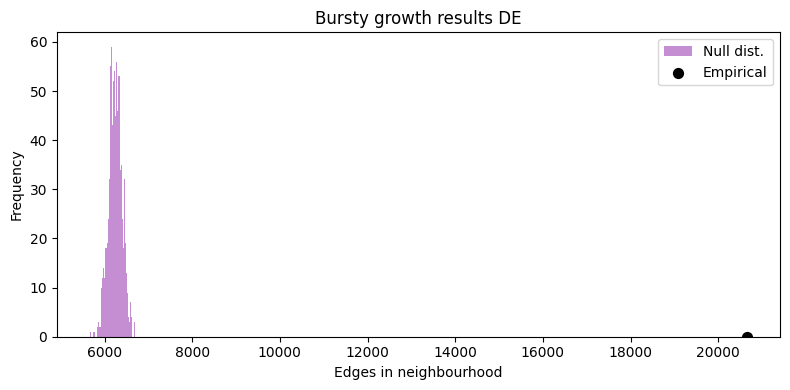 Bursty growth results DE
Frequency
60
50
40
30
20
10
0
Null dist.
Empirical
6000 8000 10000 12000 14000 16000 18000 20000
Edges in neighbourhood